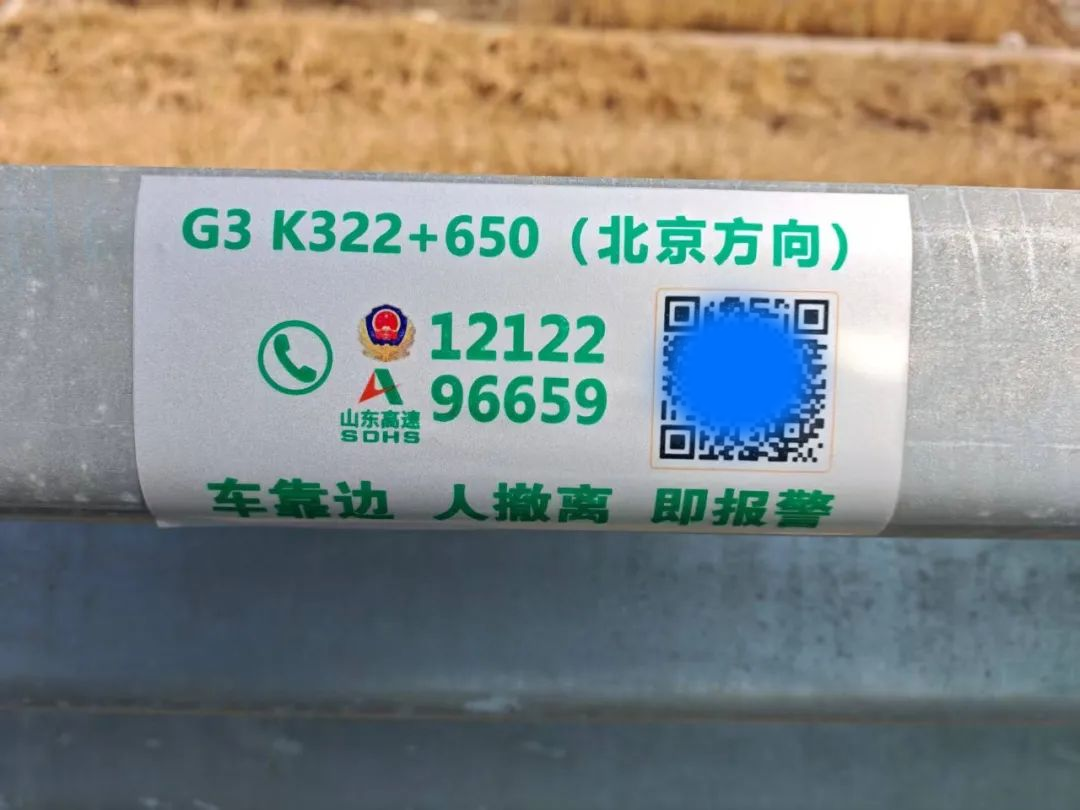 G3 K322+650（北京方向）
12122
96659
山东高速
SDHS
车靠边 人撤离 即报警